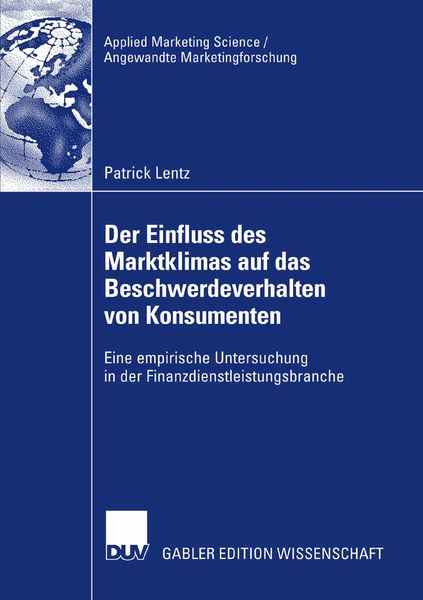 Applied Marketing Science /
Angewandte Marketingforschung
Patrick Lentz
Der Einfluss des
Marktklimas auf das
Beschwerdeverhalten
von Konsumenten
Eine empirische Untersuchung
in der Finanzdienstleistungsbranche
DUV
GABLER EDITION WISSENSCHAFT